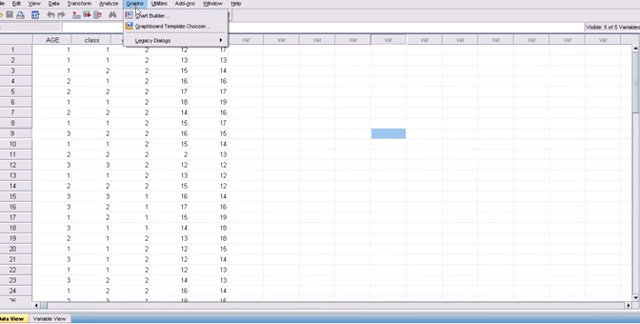 Edit View Data Transform Analyze Graphs Utilities Add-ons Window Help
Chart Builder...
Graphboard Template Chooser...
Legacy Dialogs
Visible: 5 of 5 Variables
AGE class var var var var var var var var var var
1 1 1 2 12 17
2 1 1 2 13 13
3 1 2 2 15 14
4 2 1 2 16 16
5 2 2 2 17 17
6 1 1 2 18 19
7 2 2 2 14 16
8 1 1 2 15 17
9 3 2 2 16 15
10 1 1 2 15 14
11 2 2 2 2 13
12 3 3 2 12 12
13 1 2 2 13 12
14 2 2 2 15 12
15 3 3 1 16 14
16 3 2 2 17 16
17 1 2 2 15 19
18 3 1 1 14 18
19 2 1 2 13 18
20 1 1 2 12 15
21 3 1 2 12 14
22 1 1 2 12 13
23 3 2 2 14 13
24 2 1 2 16 14
Data View Variable View